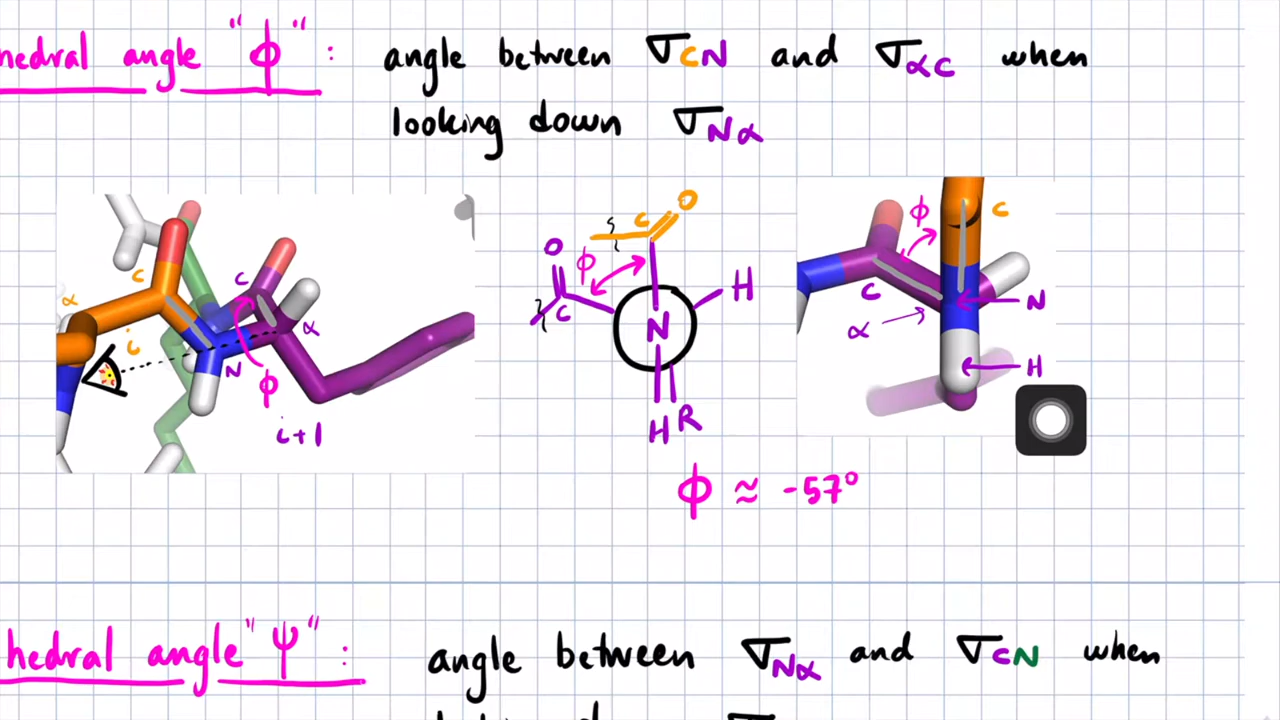 hedral angle "ϕ" : angle between σCN and σαC when
looking down σNα
O
C
O
C
ϕ
N
H
H
R
C
α
i
C
α
N
ϕ
i+1
ϕ
C
C
α
N
H
ϕ ≈ -57°
hedral angle "ψ" : angle between σNα and σCN when